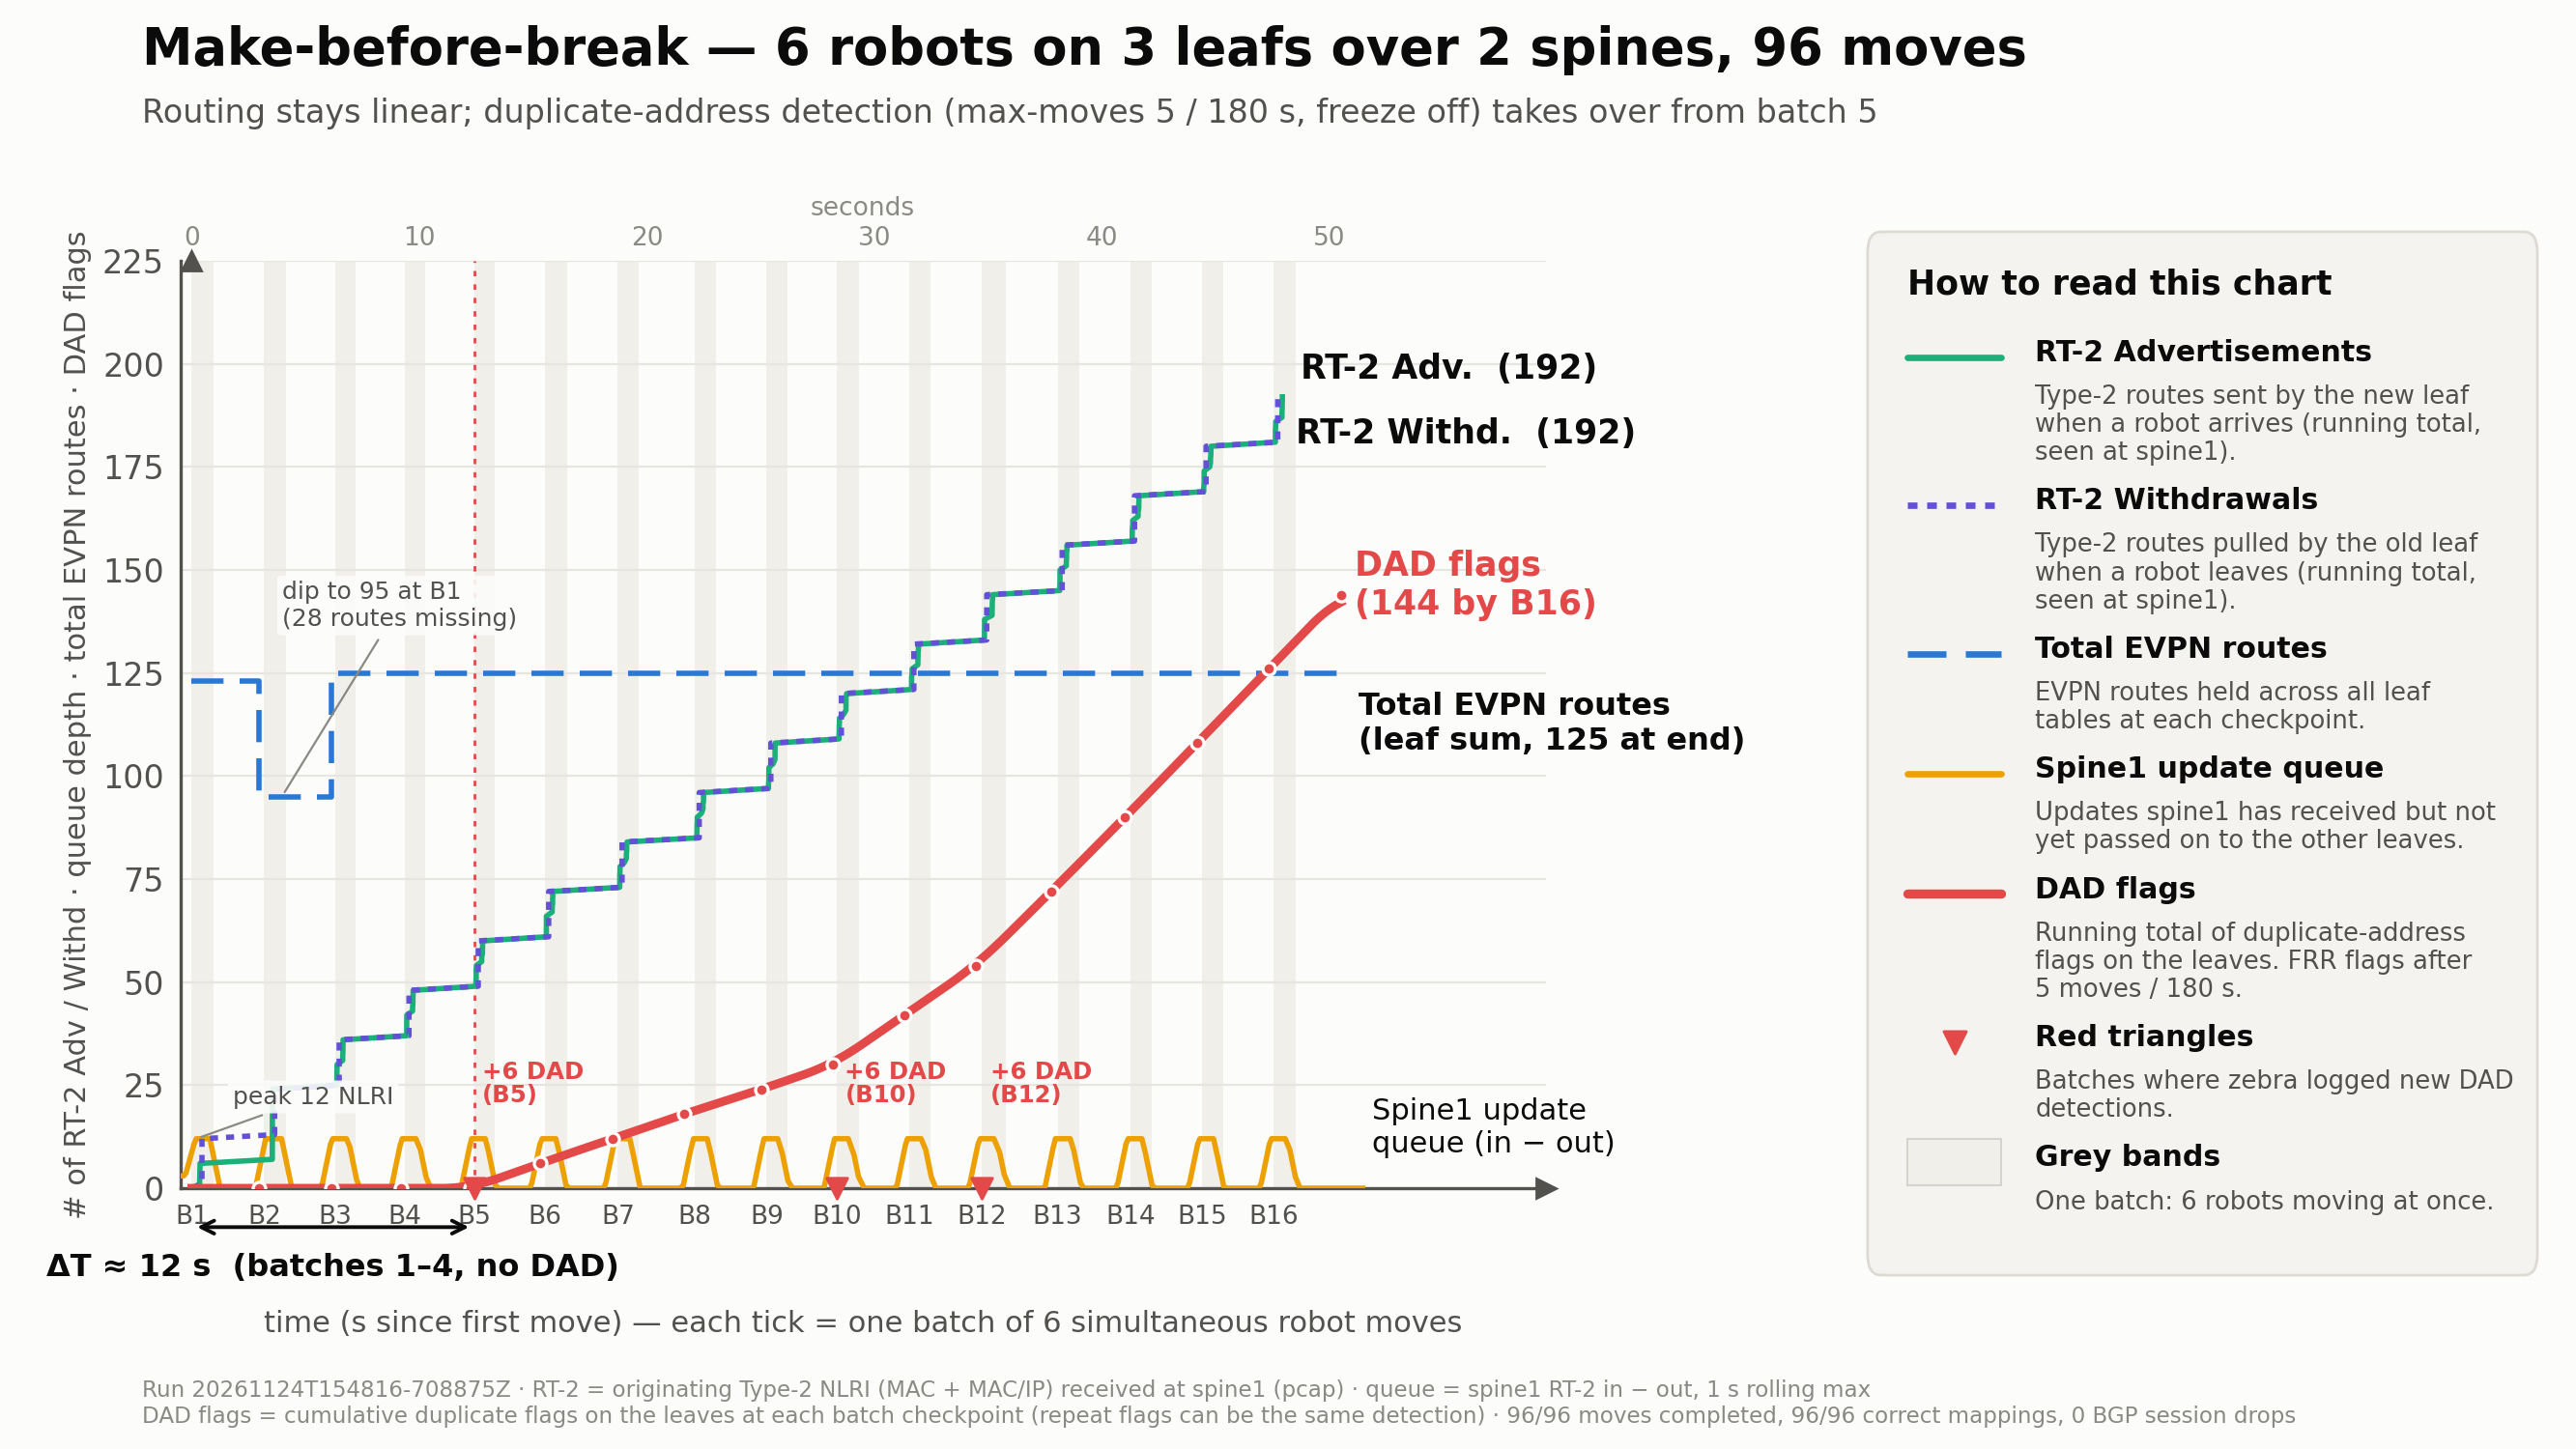 Make-before-break — 6 robots on 3 leafs over 2 spines, 96 moves
Routing stays linear; duplicate-address detection (max-moves 5 / 180 s, freeze off) takes over from batch 5
seconds
0 10 20 30 40 50
# of RT-2 Adv / Withd · queue depth · total EVPN routes · DAD flags
225
200
175
150
125
100
75
50
25
0
RT-2 Adv. (192)
RT-2 Withd. (192)
DAD flags
(144 by B16)
dip to 95 at B1
(28 routes missing)
Total EVPN routes
(leaf sum, 125 at end)
+6 DAD
(B5)
+6 DAD
(B10)
+6 DAD
(B12)
peak 12 NLRI
Spine1 update
queue (in − out)
B1 B2 B3 B4 B5 B6 B7 B8 B9 B10 B11 B12 B13 B14 B15 B16
ΔT ≈ 12 s (batches 1–4, no DAD)
time (s since first move) — each tick = one batch of 6 simultaneous robot moves
How to read this chart
RT-2 Advertisements
Type-2 routes sent by the new leaf
when a robot arrives (running total,
seen at spine1).
RT-2 Withdrawals
Type-2 routes pulled by the old leaf
when a robot leaves (running total,
seen at spine1).
Total EVPN routes
EVPN routes held across all leaf
tables at each checkpoint.
Spine1 update queue
Updates spine1 has received but not
yet passed on to the other leaves.
DAD flags
Running total of duplicate-address
flags on the leaves. FRR flags after
5 moves / 180 s.
Red triangles
Batches where zebra logged new DAD
detections.
Grey bands
One batch: 6 robots moving at once.
Run 20261124T154816-708875Z · RT-2 = originating Type-2 NLRI (MAC + MAC/IP) received at spine1 (pcap) · queue = spine1 RT-2 in − out, 1 s rolling max
DAD flags = cumulative duplicate flags on the leaves at each batch checkpoint (repeat flags can be the same detection) · 96/96 moves completed, 96/96 correct mappings, 0 BGP session drops